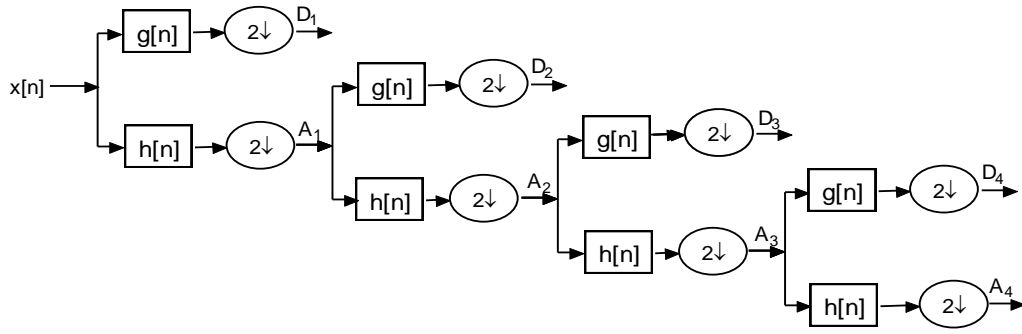 g[n] 2↓ D₁
x[n]
h[n] 2↓ A₁
g[n] 2↓ D₂
h[n] 2↓ A₂
g[n] 2↓ D₃
h[n] 2↓ A₃
g[n] 2↓ D₄
h[n] 2↓ A₄